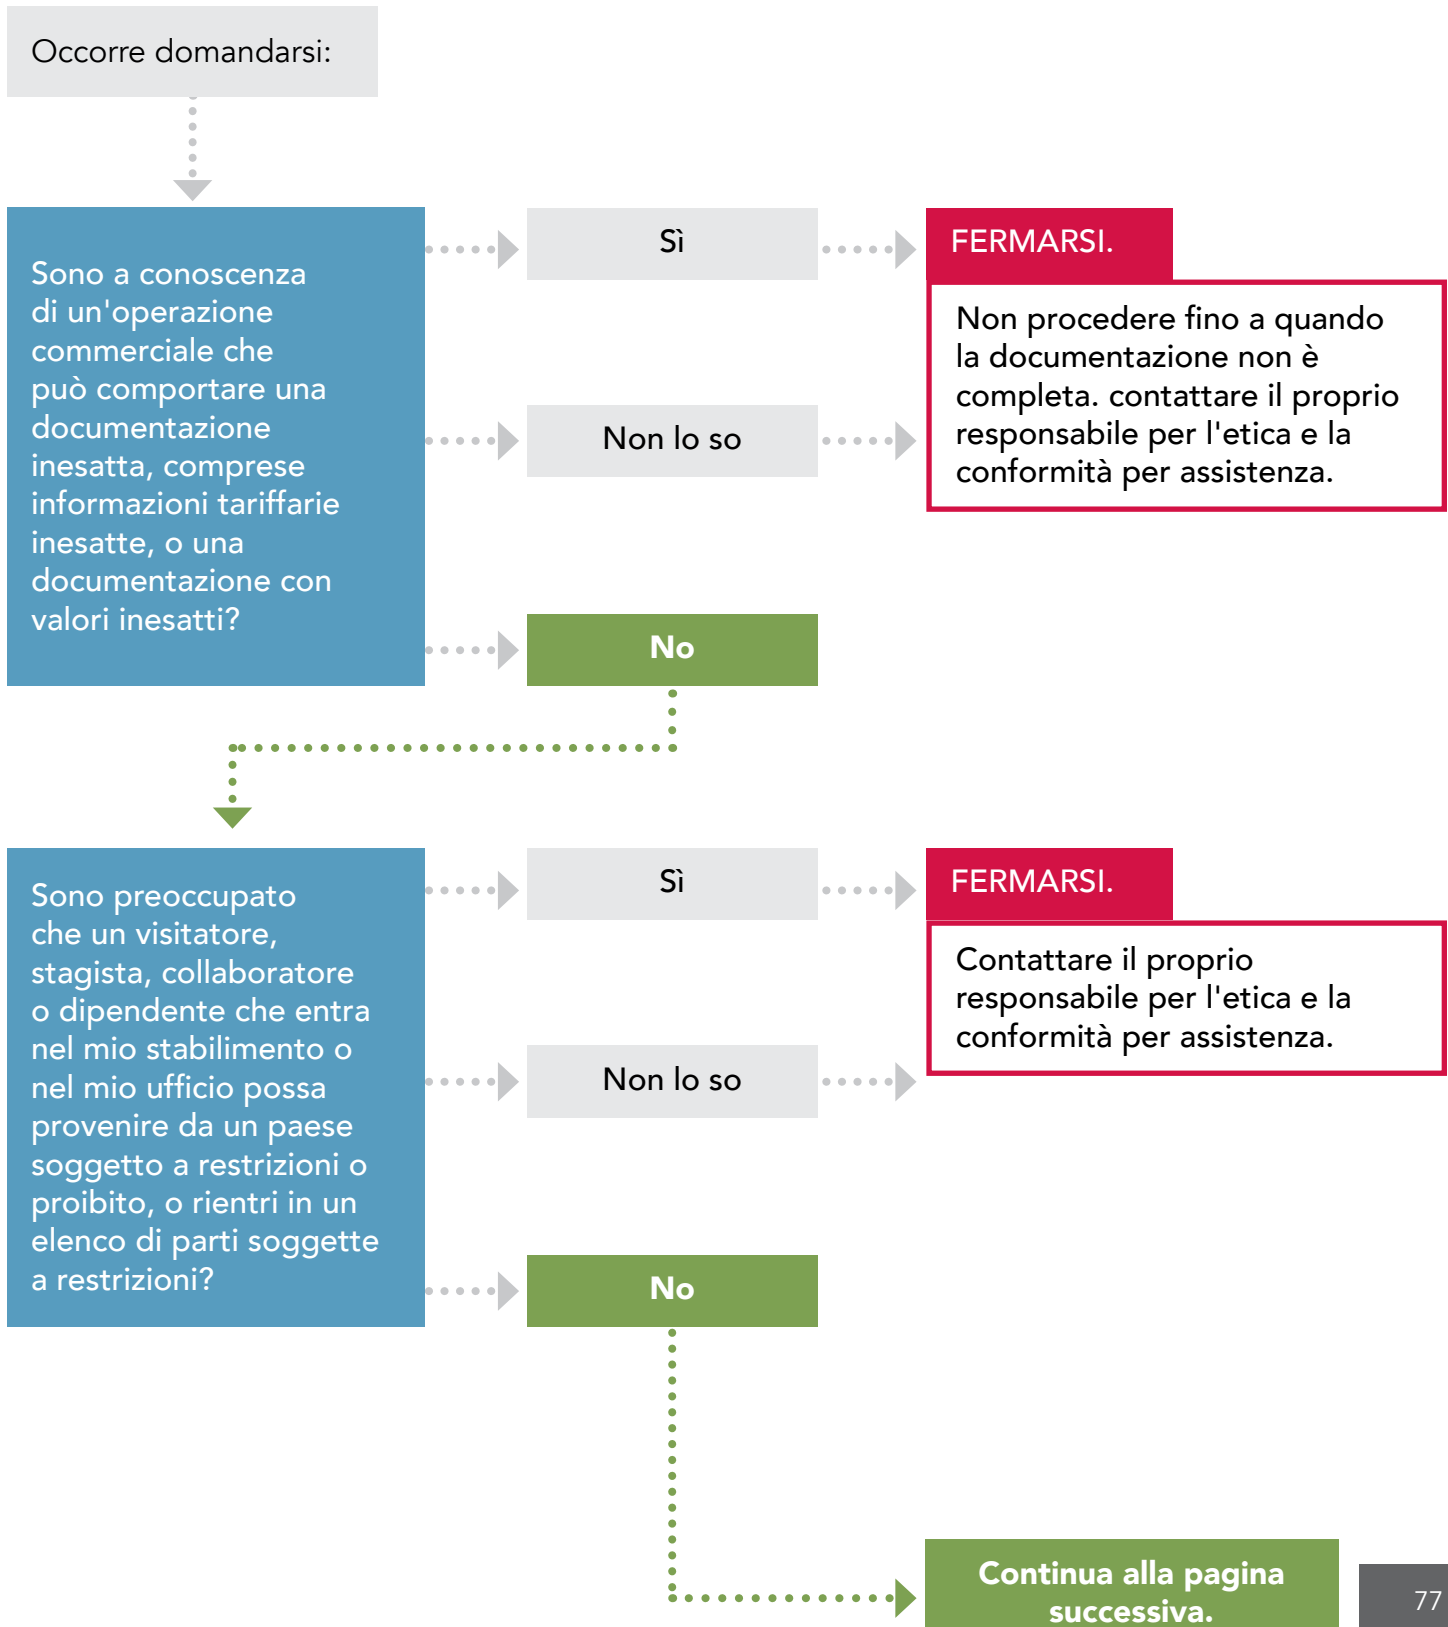 Occorre domandarsi:
Sono a conoscenza
di un'operazione
commerciale che
può comportare una
documentazione
inesatta, comprese
informazioni tariffarie
inesatte, o una
documentazione con
valori inesatti?
Sì
FERMARSI.
Non procedere fino a quando
la documentazione non è
completa. contattare il proprio
responsabile per l'etica e la
conformità per assistenza.
Non lo so
No
Sono preoccupato
che un visitatore,
stagista, collaboratore
o dipendente che entra
nel mio stabilimento o
nel mio ufficio possa
provenire da un paese
soggetto a restrizioni o
proibito, o rientri in un
elenco di parti soggette
a restrizioni?
Sì
FERMARSI.
Contattare il proprio
responsabile per l'etica e la
conformità per assistenza.
Non lo so
No
Continua alla pagina
successiva.
77